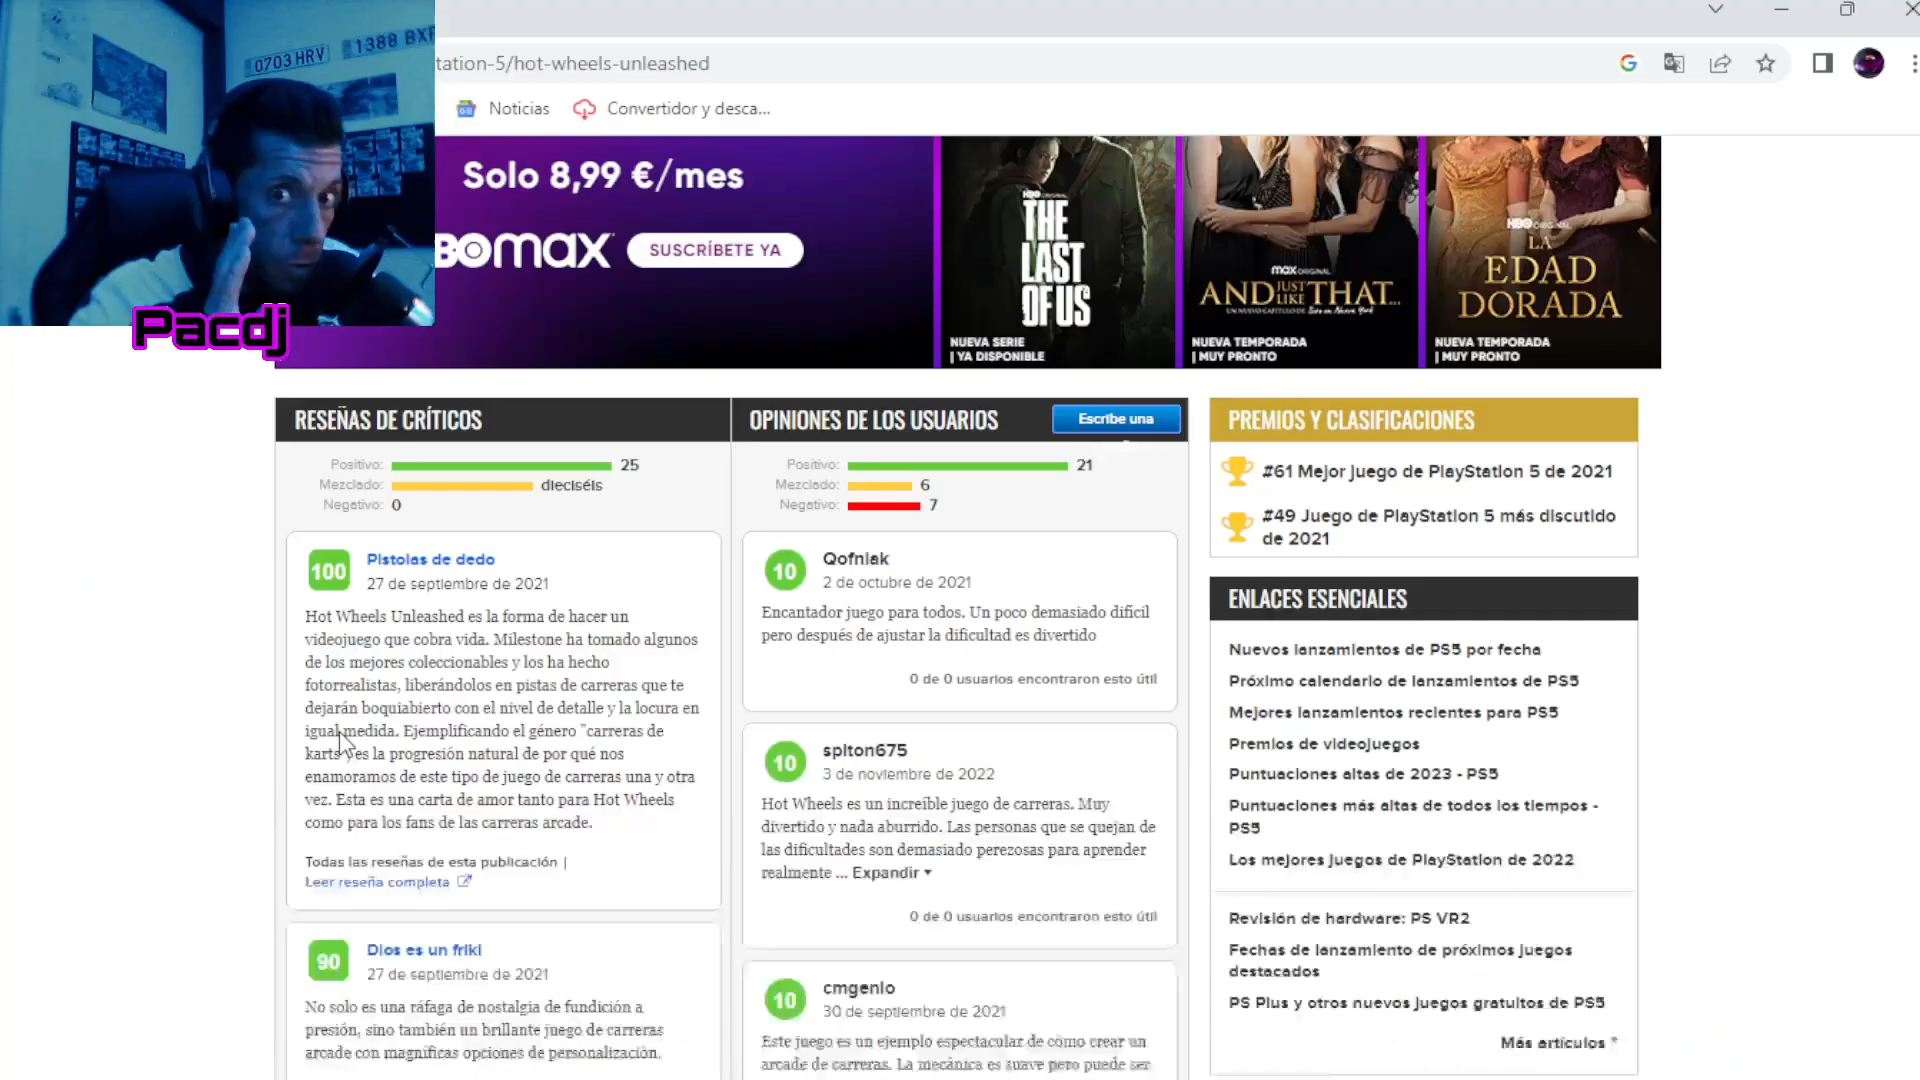 0703 HRV
1388 BXF
tation-5/hot-wheels-unleashed
Noticias
Convertidor y desca...
Solo 8,99 €/mes
BOmax
SUSCRÍBETE YA
HBO ORIGINAL
THE
LAST
OF US
NUEVA SERIE
| YA DISPONIBLE
max ORIGINAL
AND JUST LIKE THAT...
NUEVA TEMPORADA
| MUY PRONTO
HBO ORIGINAL
LA
EDAD
DORADA
NUEVA TEMPORADA
| MUY PRONTO
Pacdj
RESEÑAS DE CRÍTICOS
Positivo: 25
Mezclado: dieciséis
Negativo: 0
100
Pistolas de dedo
27 de septiembre de 2021
Hot Wheels Unleashed es la forma de hacer un
videojuego que cobra vida. Milestone ha tomado algunos
de los mejores coleccionables y los ha hecho
fotorrealistas, liberándolos en pistas de carreras que te
dejarán boquiabierto con el nivel de detalle y la locura en
igual medida. Ejemplificando el género "carreras de
karts" es la progresión natural de por qué nos
enamoramos de este tipo de juego de carreras una y otra
vez. Esta es una carta de amor tanto para Hot Wheels
como para los fans de las carreras arcade.
Todas las reseñas de esta publicación |
Leer reseña completa
90
Dios es un friki
27 de septiembre de 2021
No solo es una ráfaga de nostalgia de fundición a
presión, sino también un brillante juego de carreras
arcade con magníficas opciones de personalización.
OPINIONES DE LOS USUARIOS
Escribe una
Positivo: 21
Mezclado: 6
Negativo: 7
10
Qofniak
2 de octubre de 2021
Encantador juego para todos. Un poco demasiado difícil
pero después de ajustar la dificultad es divertido
0 de 0 usuarios encontraron esto útil
10
spiton675
3 de noviembre de 2022
Hot Wheels es un increíble juego de carreras. Muy
divertido y nada aburrido. Las personas que se quejan de
las dificultades son demasiado perezosas para aprender
realmente ... Expandir
0 de 0 usuarios encontraron esto útil
10
cmgenio
30 de septiembre de 2021
Este juego es un ejemplo espectacular de cómo crear un
arcade de carreras. La mecánica es suave pero puede ser
PREMIOS Y CLASIFICACIONES
#61 Mejor juego de PlayStation 5 de 2021
#49 Juego de PlayStation 5 más discutido
de 2021
ENLACES ESENCIALES
Nuevos lanzamientos de PS5 por fecha
Próximo calendario de lanzamientos de PS5
Mejores lanzamientos recientes para PS5
Premios de videojuegos
Puntuaciones altas de 2023 - PS5
Puntuaciones más altas de todos los tiempos -
PS5
Los mejores juegos de PlayStation de 2022
Revisión de hardware: PS VR2
Fechas de lanzamiento de próximos juegos
destacados
PS Plus y otros nuevos juegos gratuitos de PS5
Más artículos "